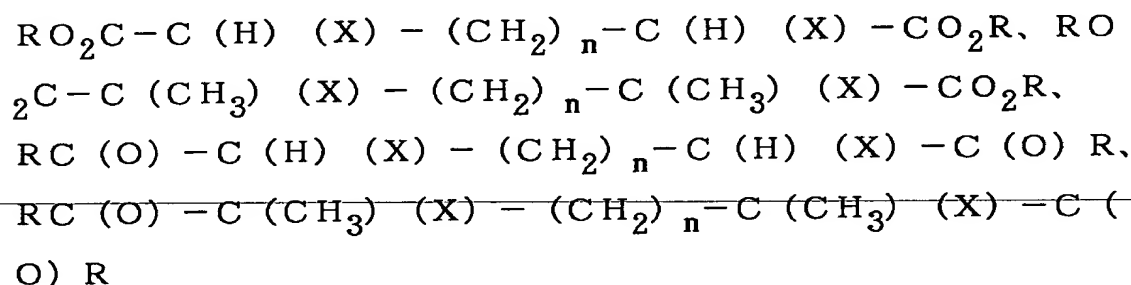 RO₂C−C (H) (X) − (CH₂) ₙ−C (H) (X) −CO₂R、RO
₂C−C (CH₃) (X) − (CH₂) ₙ−C (CH₃) (X) −CO₂R、
RC (O) −C (H) (X) − (CH₂) ₙ−C (H) (X) −C (O) R、
RC (O) −C (CH₃) (X) − (CH₂) ₙ−C (CH₃) (X) −C (
O) R